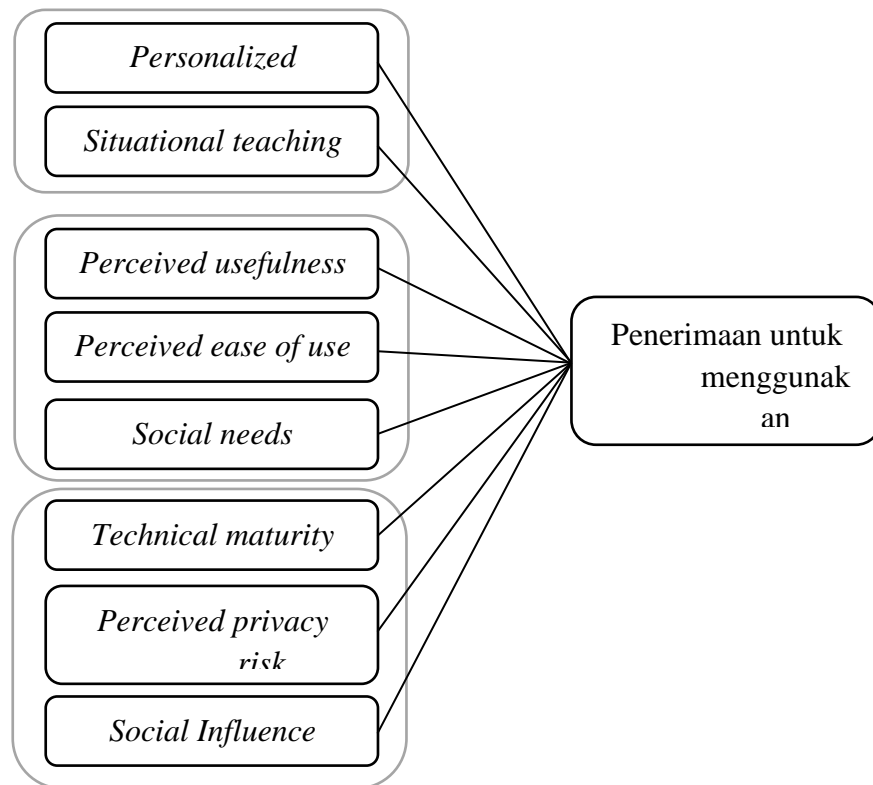 Personalized
Situational teaching
Perceived usefulness
Perceived ease of use
Social needs
Technical maturity
Perceived privacy
risk
Social Influence
Penerimaan untuk
menggunak
an